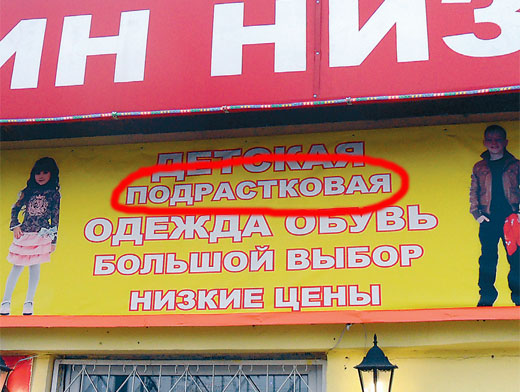 ИН НИЗ
ДЕТСКАЯ
ПОДРАСТКОВАЯ
ОДЕЖДА ОБУВЬ
БОЛЬШОЙ ВЫБОР
НИЗКИЕ ЦЕНЫ